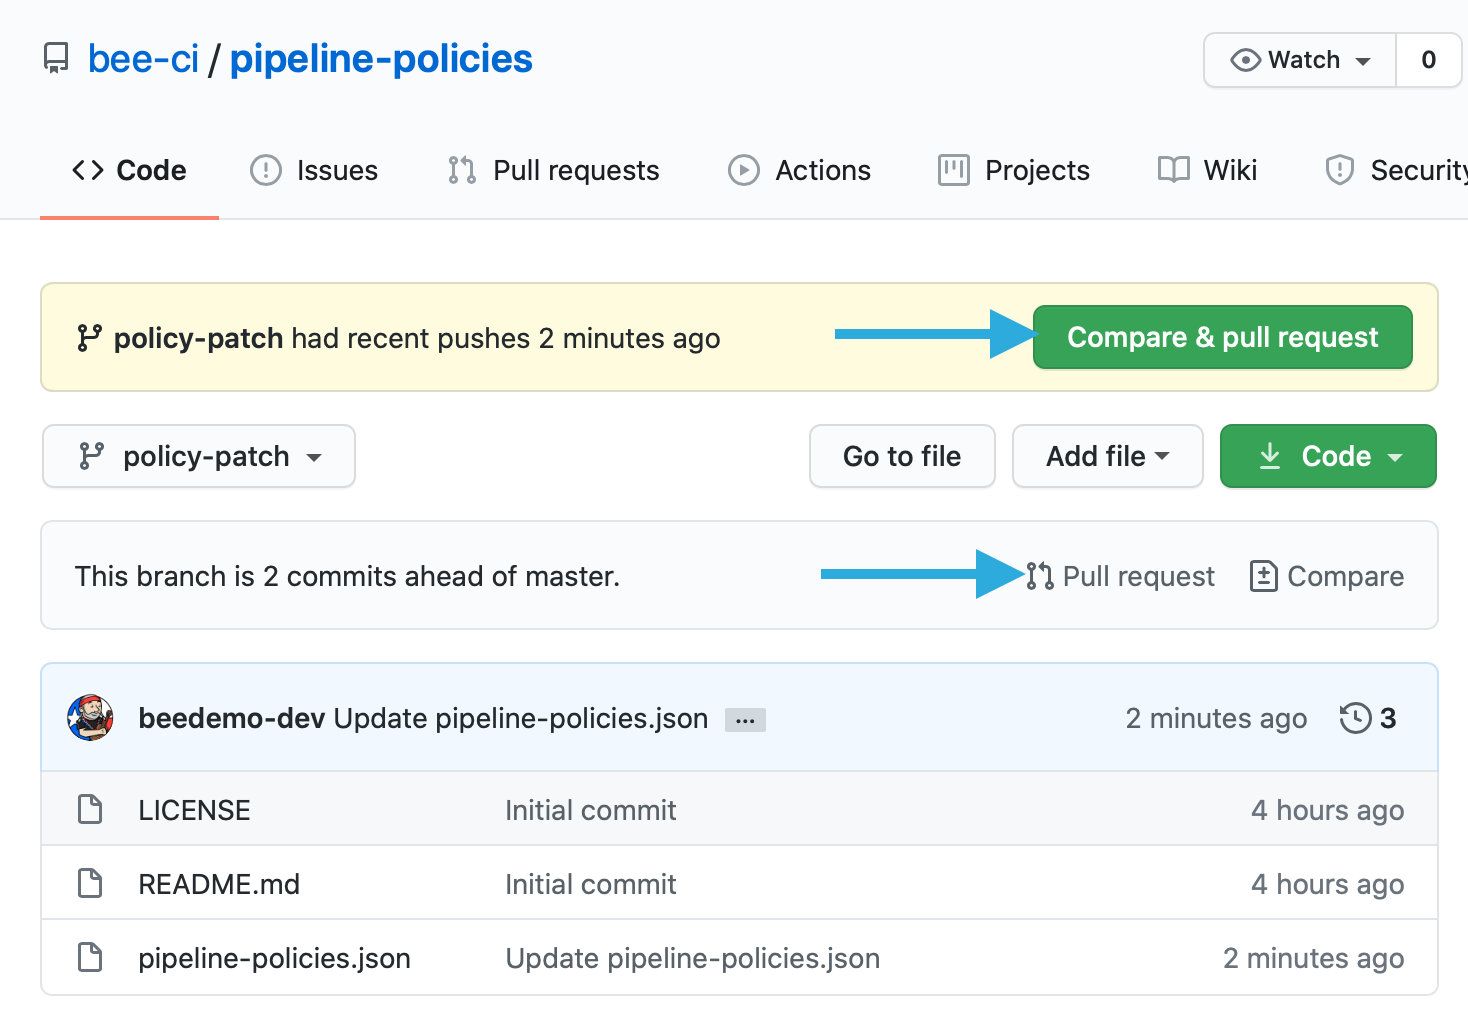 bee-ci / pipeline-policies
Watch 0
Code Issues Pull requests Actions Projects Wiki Security
policy-patch had recent pushes 2 minutes ago Compare & pull request
policy-patch Go to file Add file Code
This branch is 2 commits ahead of master. Pull request Compare
beedemo-dev Update pipeline-policies.json ... 2 minutes ago 3
LICENSE Initial commit 4 hours ago
README.md Initial commit 4 hours ago
pipeline-policies.json Update pipeline-policies.json 2 minutes ago